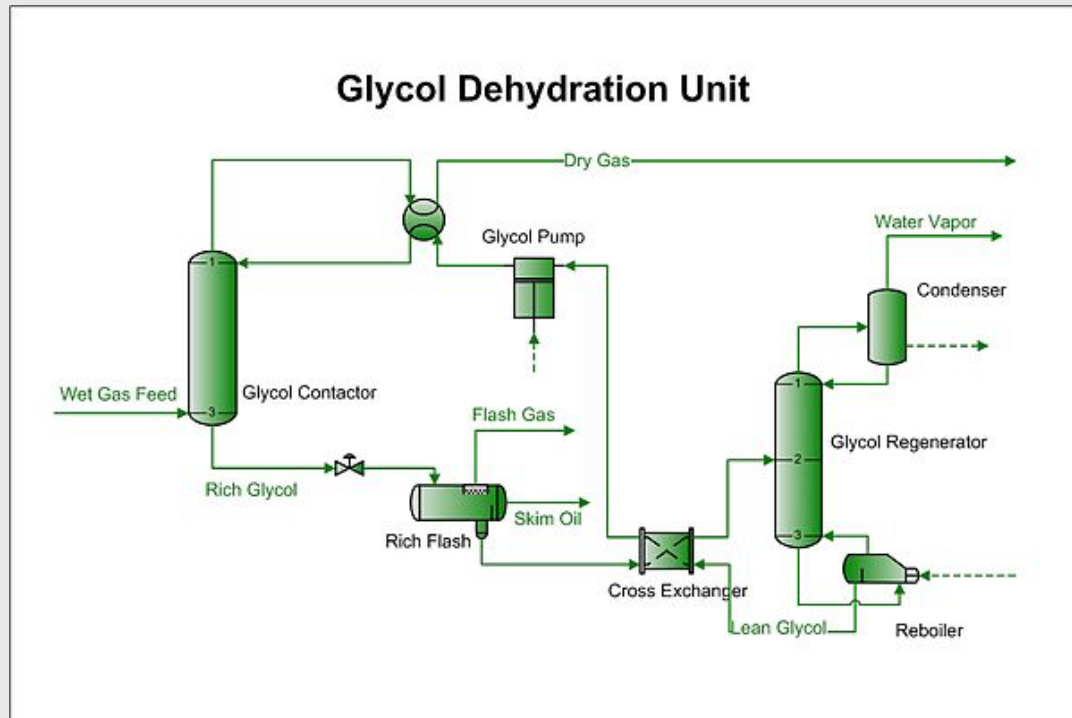 Glycol Dehydration Unit
Dry Gas
Water Vapor
Glycol Pump
1
Condenser
Wet Gas Feed
Glycol Contactor
3
1
Flash Gas
Glycol Regenerator
2
Rich Glycol
Skim Oil
Rich Flash
3
Cross Exchanger
Lean Glycol
Reboiler